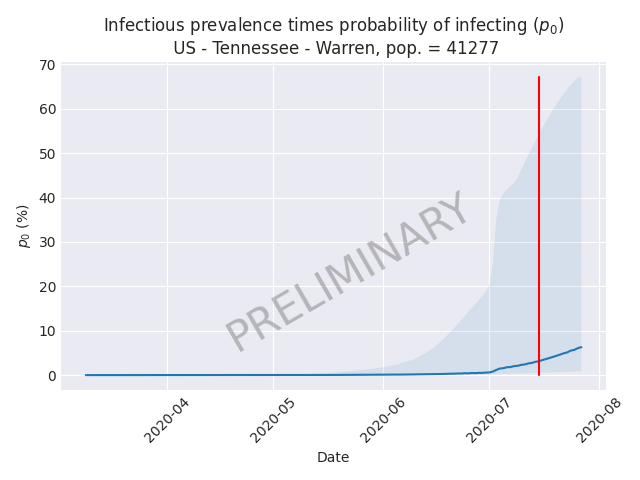 Infectious prevalence times probability of infecting (p₀)
US - Tennessee - Warren, pop. = 41277
70
60
50
40
30
20
10
0
p₀ (%)
PRELIMINARY
2020-04
2020-05
2020-06
2020-07
2020-08
Date